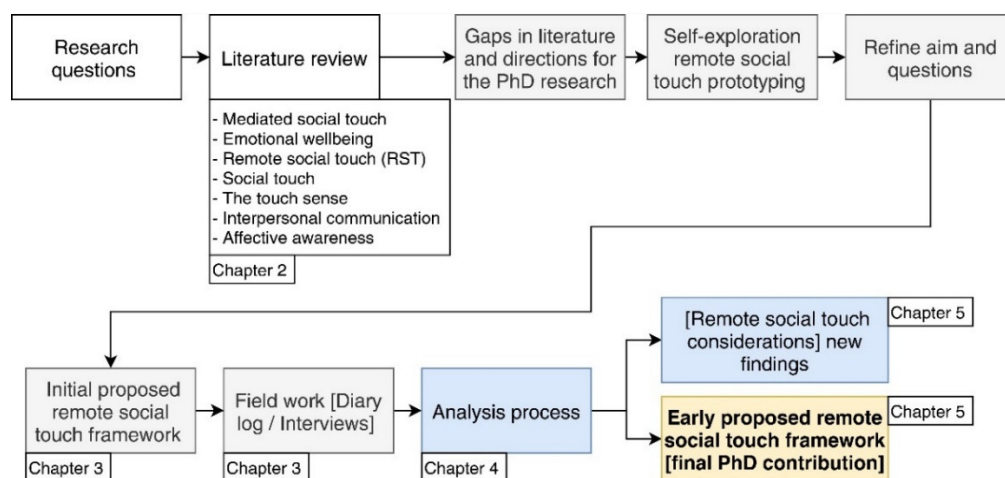 Research
questions
Literature review
- Mediated social touch
- Emotional wellbeing
- Remote social touch (RST)
- Social touch
- The touch sense
- Interpersonal communication
- Affective awareness
Chapter 2
Gaps in literature
and directions for
the PhD research
Self-exploration
remote social
touch prototyping
Refine aim and
questions
Initial proposed
remote social
touch framework
Chapter 3
Field work [Diary
log / Interviews]
Chapter 3
Analysis process
Chapter 4
[Remote social touch
considerations] new
findings
Chapter 5
Early proposed remote
social touch framework
[final PhD contribution]
Chapter 5